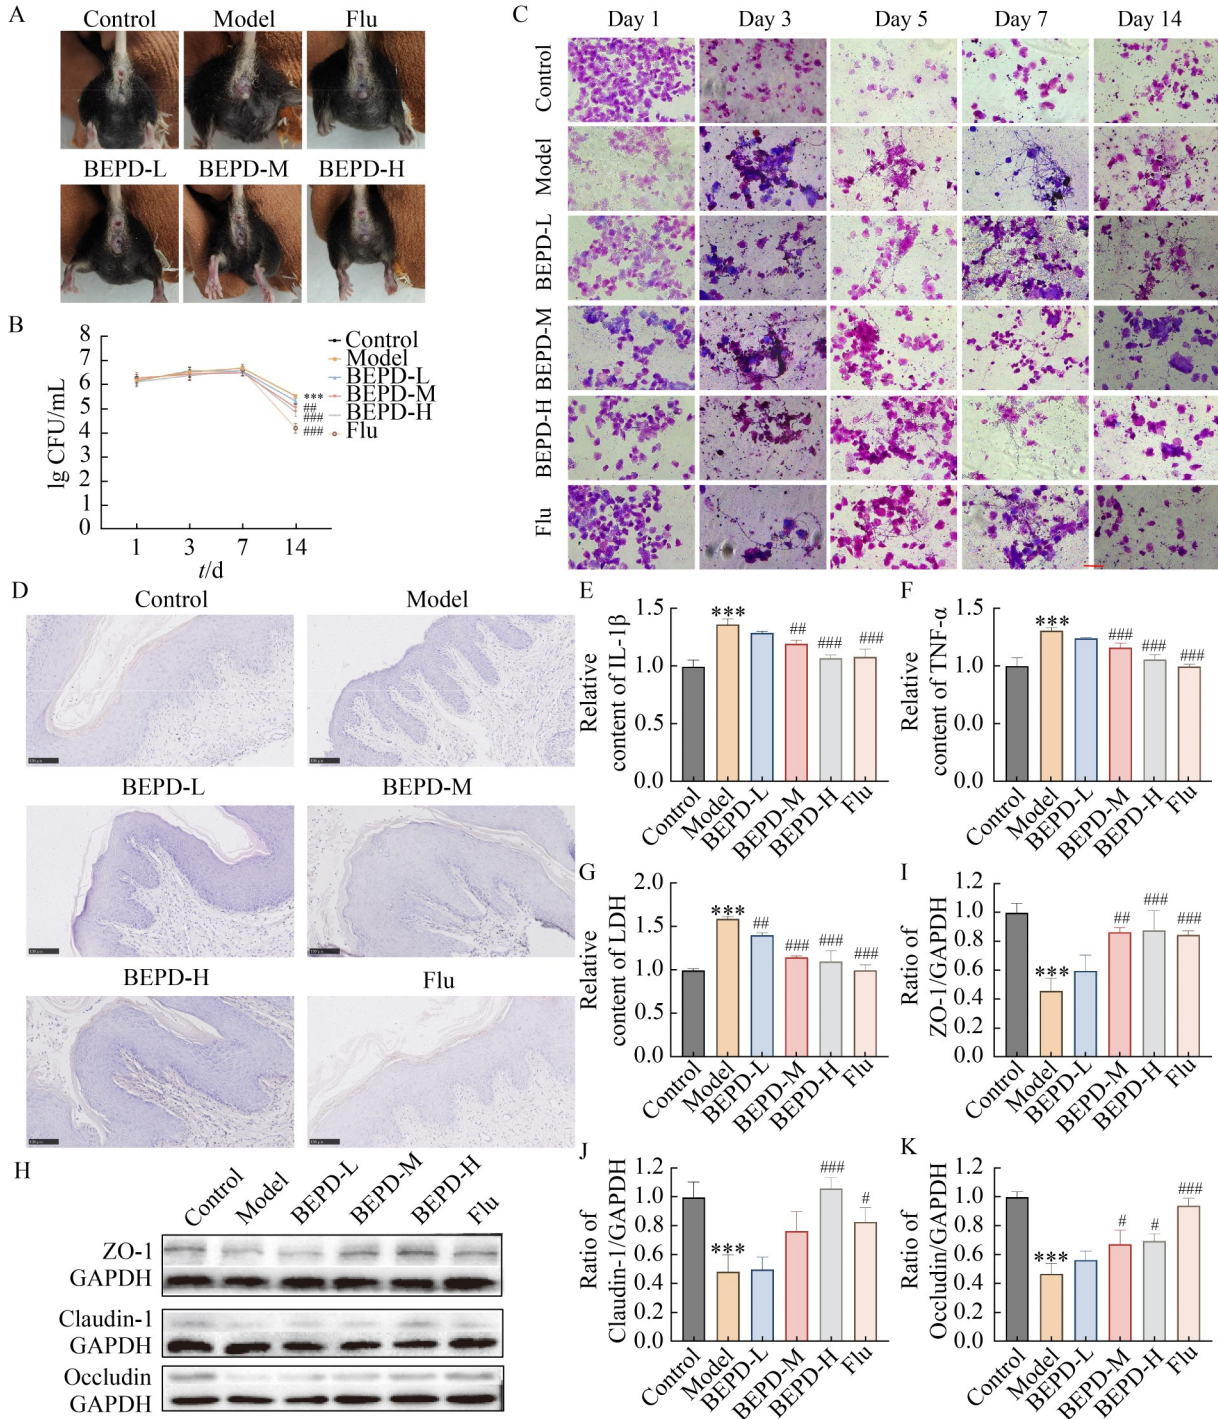 A
Control Model Flu
BEPD-L BEPD-M BEPD-H
B
lg CFU/mL
8
7
6
5
4
3
2
1
0
1 3 7 14
t/d
Control
Model
BEPD-L
BEPD-M
BEPD-H
Flu
***
##
###
###
C
Day 1 Day 3 Day 5 Day 7 Day 14
Control
Model
BEPD-L
BEPD-M
BEPD-H
Flu
D
Control Model
BEPD-L BEPD-M
BEPD-H Flu
E
Relative
content of IL-1β
1.5
1.0
0.5
0.0
*** ## ### ###
Control Model BEPD-L BEPD-M BEPD-H Flu
F
Relative
content of TNF-α
1.5
1.0
0.0
0.0
*** ### ### ###
Control Model BEPD-L BEPD-M BEPD-H Flu
G
Relative
content of LDH
2.0
1.5
1.0
0.5
0.0
*** ## ### ### ###
Control Model BEPD-L BEPD-M BEPD-H Flu
I
Ratio of
ZO-1/GAPDH
1.2
1.0
0.8
0.6
0.4
0.2
0.0
*** ## ### ###
Control Model BEPD-L BEPD-M BEPD-H Flu
H
Control Model BEPD-L BEPD-M BEPD-H Flu
ZO-1
GAPDH
Claudin-1
GAPDH
Occludin
GAPDH
J
Ratio of
Claudin-1/GAPDH
1.2
1.0
0.8
0.6
0.4
0.2
0.0
*** ### #
Control Model BEPD-L BEPD-M BEPD-H Flu
K
Ratio of
Occludin/GAPDH
1.2
1.0
0.8
0.6
0.4
0.2
0.0
*** # # ###
Control Model BEPD-L BEPD-M BEPD-H Flu